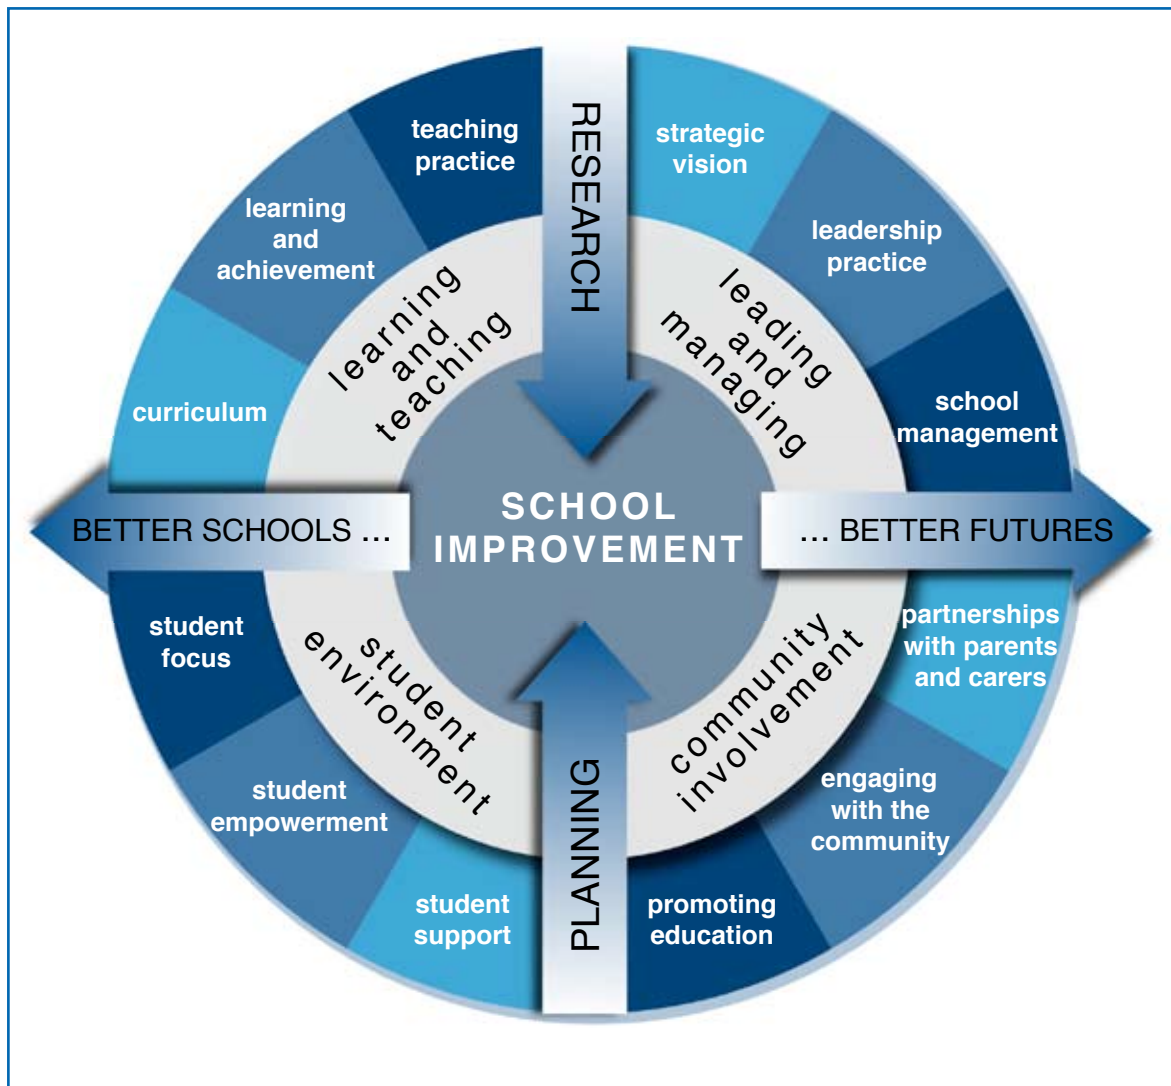 RESEARCH
teaching
practice
strategic
vision
learning
and
achievement
leadership
practice
learning
and
teaching
leading
and
managing
curriculum
school
management
SCHOOL
IMPROVEMENT
BETTER SCHOOLS ...
... BETTER FUTURES
student
focus
partnerships
with parents
and carers
student
environment
community
involvement
student
empowerment
engaging
with the
community
student
support
PLANNING
promoting
education